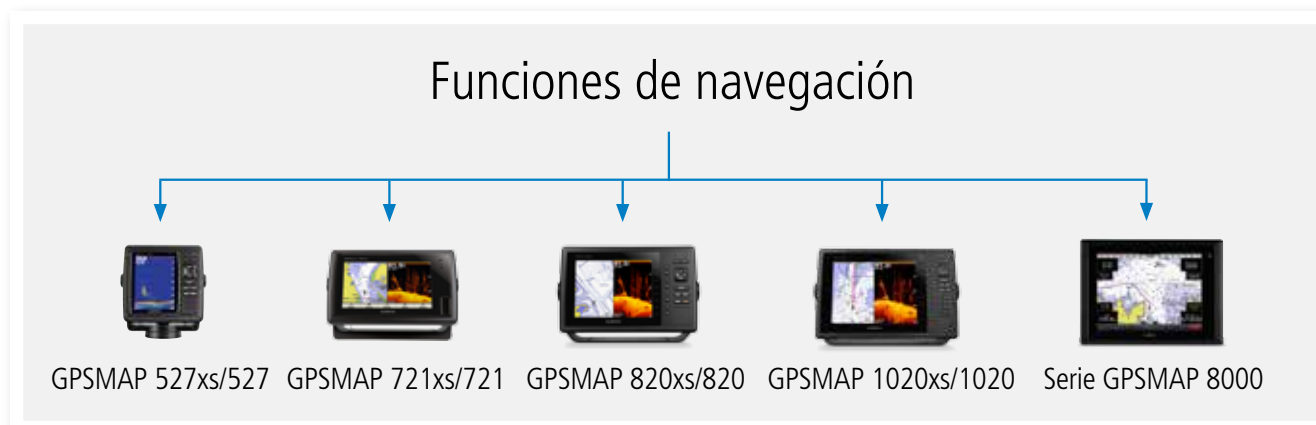 Funciones de navegación
GPSMAP 527xs/527
GPSMAP 721xs/721
GPSMAP 820xs/820
GPSMAP 1020xs/1020
Serie GPSMAP 8000